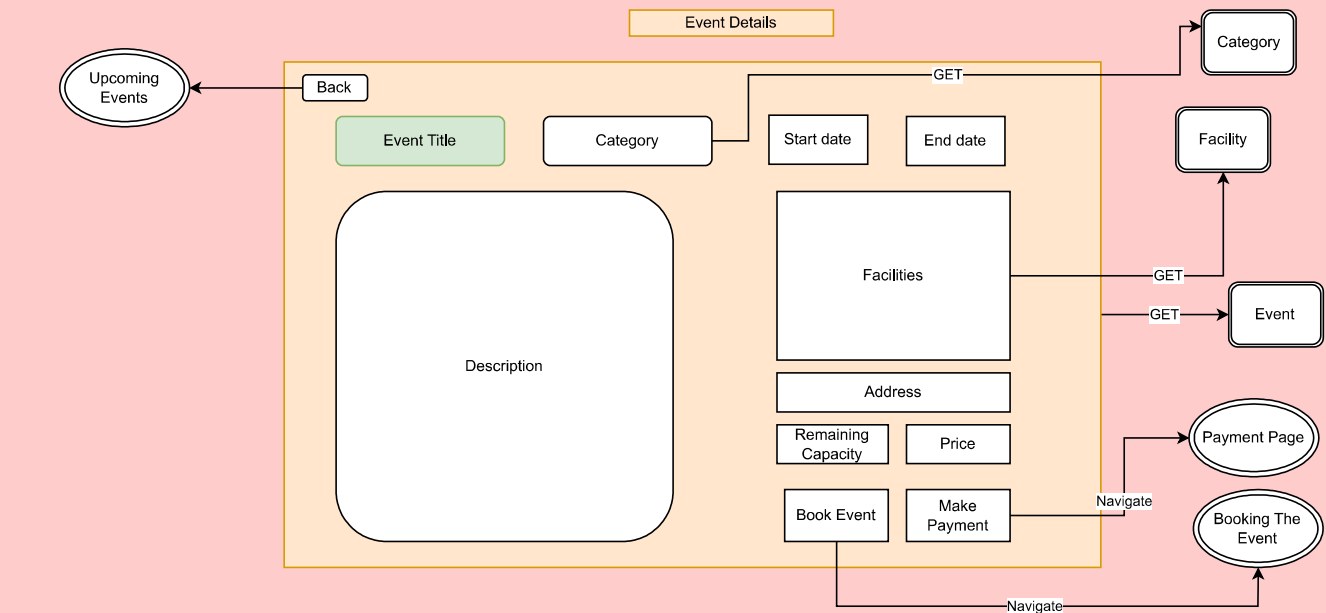 Event Details
Category
Upcoming
Events
Back
GET
Event Title
Category
Start date
End date
Facility
Description
Facilities
GET
GET
Event
Address
Remaining
Capacity
Price
Payment Page
Book Event
Make
Payment
Navigate
Booking The
Event
Navigate